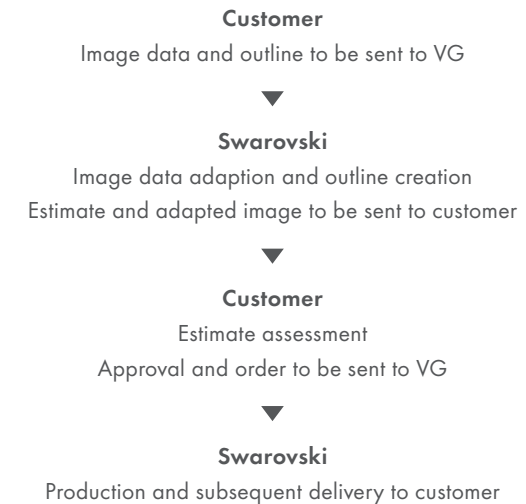 Customer
Image data and outline to be sent to VG
Swarovski
Image data adaption and outline creation
Estimate and adapted image to be sent to customer
Customer
Estimate assessment
Approval and order to be sent to VG
Swarovski
Production and subsequent delivery to customer